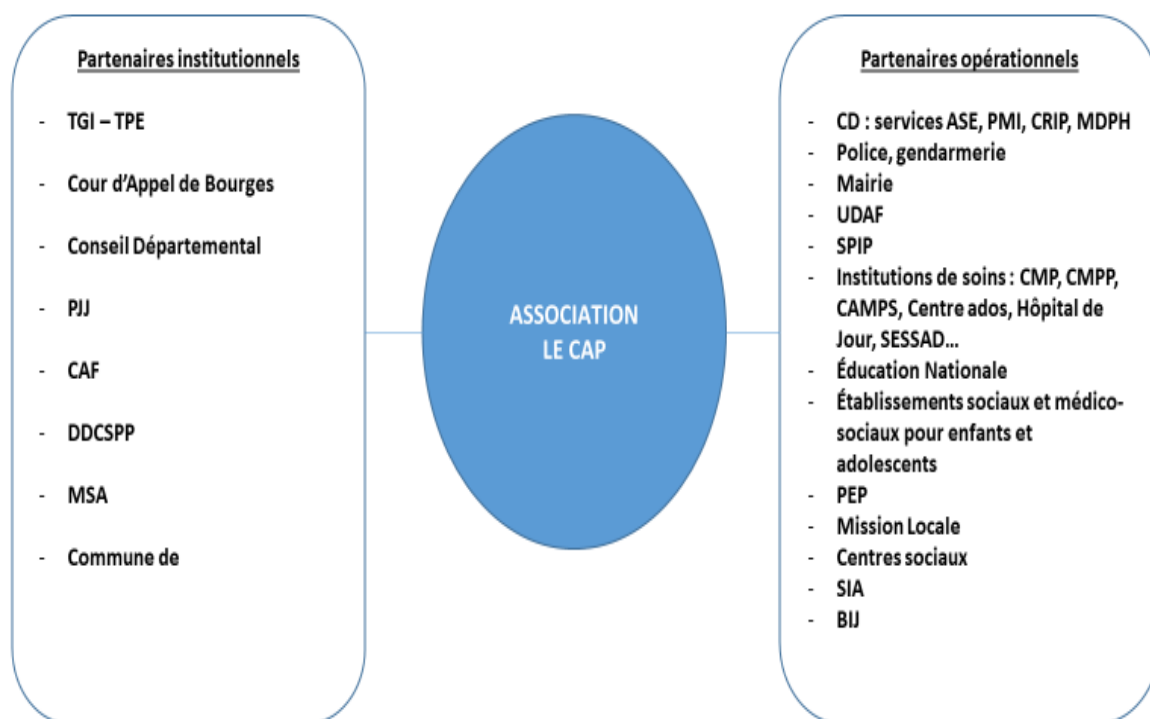 Partenaires institutionnels
- TGI – TPE
- Cour d'Appel de Bourges
- Conseil Départemental
- PJJ
- CAF
- DDCSPP
- MSA
- Commune de
ASSOCIATION
LE CAP
Partenaires opérationnels
- CD : services ASE, PMI, CRIP, MDPH
- Police, gendarmerie
- Mairie
- UDAF
- SPIP
- Institutions de soins : CMP, CMPP,
CAMPS, Centre ados, Hôpital de
Jour, SESSAD...
- Éducation Nationale
- Établissements sociaux et médico-
sociaux pour enfants et
adolescents
- PEP
- Mission Locale
- Centres sociaux
- SIA
- BIJ